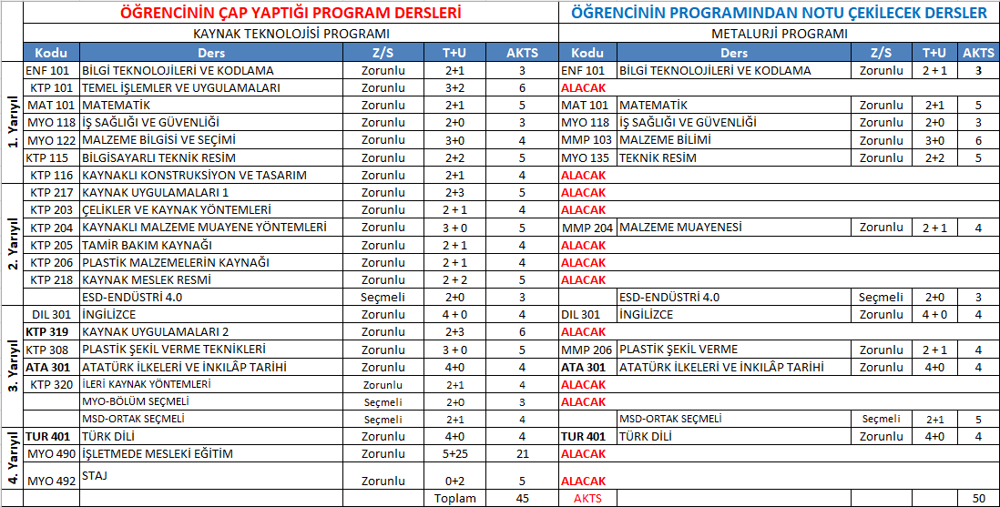 ÖĞRENCİNİN ÇAP YAPTIĞI PROGRAM DERSLERİ ÖĞRENCİNİN PROGRAMINDAN NOTU ÇEKİLECEK DERSLER
KAYNAK TEKNOLOJİSİ PROGRAMI METALURJİ PROGRAMI
Kodu Ders Z/S T+U AKTS Kodu Ders Z/S T+U AKTS
1. Yarıyıl
ENF 101 BİLGİ TEKNOLOJİLERİ VE KODLAMA Zorunlu 2+1 3 ENF 101 BİLGİ TEKNOLOJİLERİ VE KODLAMA Zorunlu 2 + 1 3
KTP 101 TEMEL İŞLEMLER VE UYGULAMALARI Zorunlu 3+2 6 ALACAK
MAT 101 MATEMATİK Zorunlu 2+1 5 MAT 101 MATEMATİK Zorunlu 2+1 5
MYO 118 İŞ SAĞLIĞI VE GÜVENLİĞİ Zorunlu 2+0 3 MYO 118 İŞ SAĞLIĞI VE GÜVENLİĞİ Zorunlu 2+0 3
MYO 122 MALZEME BİLGİSİ VE SEÇİMİ Zorunlu 3+0 4 MMP 103 MALZEME BİLİMİ Zorunlu 3+0 6
KTP 115 BİLGİSAYARLI TEKNİK RESİM Zorunlu 2+2 5 MYO 135 TEKNİK RESİM Zorunlu 2+2 5
KTP 116 KAYNAKLI KONSTRUKSİYON VE TASARIM Zorunlu 2+1 4 ALACAK
2. Yarıyıl
KTP 217 KAYNAK UYGULAMALARI 1 Zorunlu 2+3 5 ALACAK
KTP 203 ÇELİKLER VE KAYNAK YÖNTEMLERİ Zorunlu 2 + 1 4 ALACAK
KTP 204 KAYNAKLI MALZEME MUAYENE YÖNTEMLERİ Zorunlu 3 + 0 5 MMP 204 MALZEME MUAYENESİ Zorunlu 2 + 1 4
KTP 205 TAMİR BAKIM KAYNAĞI Zorunlu 2 + 1 4 ALACAK
KTP 206 PLASTİK MALZEMELERİN KAYNAĞI Zorunlu 2 + 1 4 ALACAK
KTP 218 KAYNAK MESLEK RESMİ Zorunlu 2 + 2 5 ALACAK
ESD-ENDÜSTRİ 4.0 Seçmeli 2+0 3 ESD-ENDÜSTRİ 4.0 Seçmeli 2+0 3
3. Yarıyıl
DIL 301 İNGİLİZCE Zorunlu 4 + 0 4 DIL 301 İNGİLİZCE Zorunlu 4 + 0 4
KTP 319 KAYNAK UYGULAMALARI 2 Zorunlu 2+3 6 ALACAK
KTP 308 PLASTİK ŞEKİL VERME TEKNİKLERİ Zorunlu 3 + 0 5 MMP 206 PLASTİK ŞEKİL VERME Zorunlu 2 + 1 4
ATA 301 ATATÜRK İLKELERİ VE İNKILÂP TARİHİ Zorunlu 4+0 4 ATA 301 ATATÜRK İLKELERİ VE İNKILÂP TARİHİ Zorunlu 4+0 4
KTP 320 İLERİ KAYNAK YÖNTEMLERİ Zorunlu 2+1 4 ALACAK
MYO-BÖLÜM SEÇMELİ Seçmeli 2+0 3 ALACAK
MSD-ORTAK SEÇMELİ Seçmeli 2+1 4 MSD-ORTAK SEÇMELİ Seçmeli 2+1 5
4. Yarıyıl
TUR 401 TÜRK DİLİ Zorunlu 4+0 4 TUR 401 TÜRK DİLİ Zorunlu 4+0 4
MYO 490 İŞLETMEDE MESLEKİ EĞİTİM Zorunlu 5+25 21 ALACAK
MYO 492 STAJ Zorunlu 0+2 5 ALACAK
Toplam 45 AKTS 50